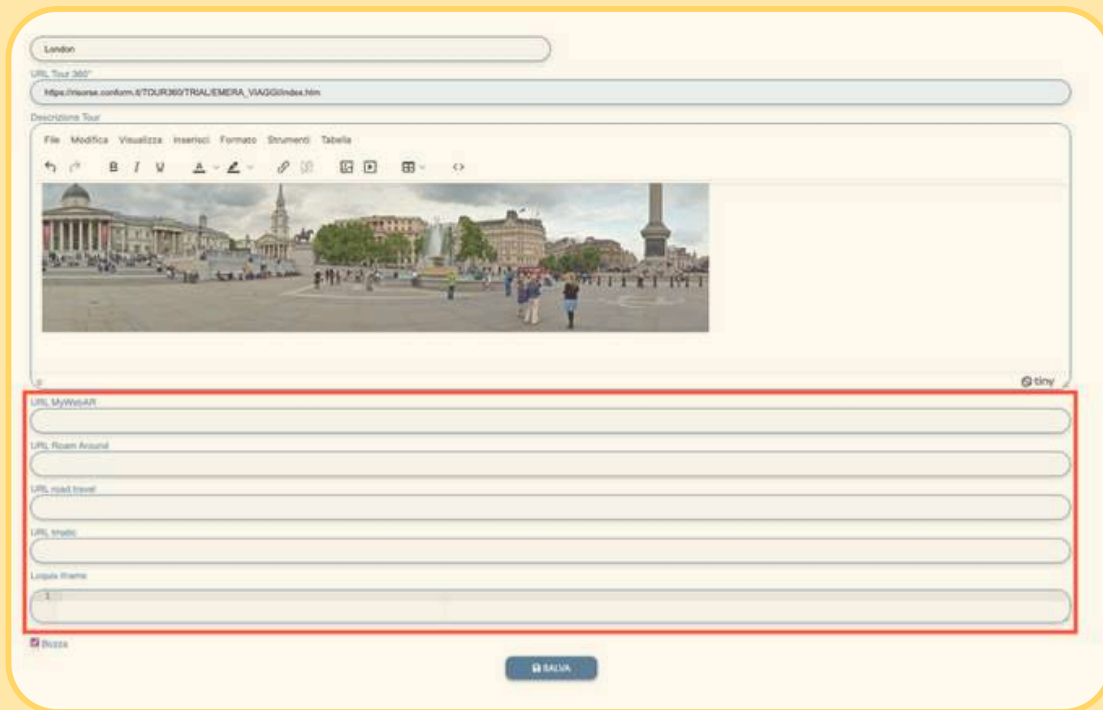 London
URL Tour 360°
https://risorse.conform.it/TOUR360/TRIAL/EMERA_VIAGGI/index.htm
Descrizione Tour
File Modifica Visualizza Inserisci Formato Strumenti Tabella
B I U A
tiny
URL MyWebAR
URL Roam Around
URL road travel
URL
Loquis Iframe
1
Bozza
SALVA